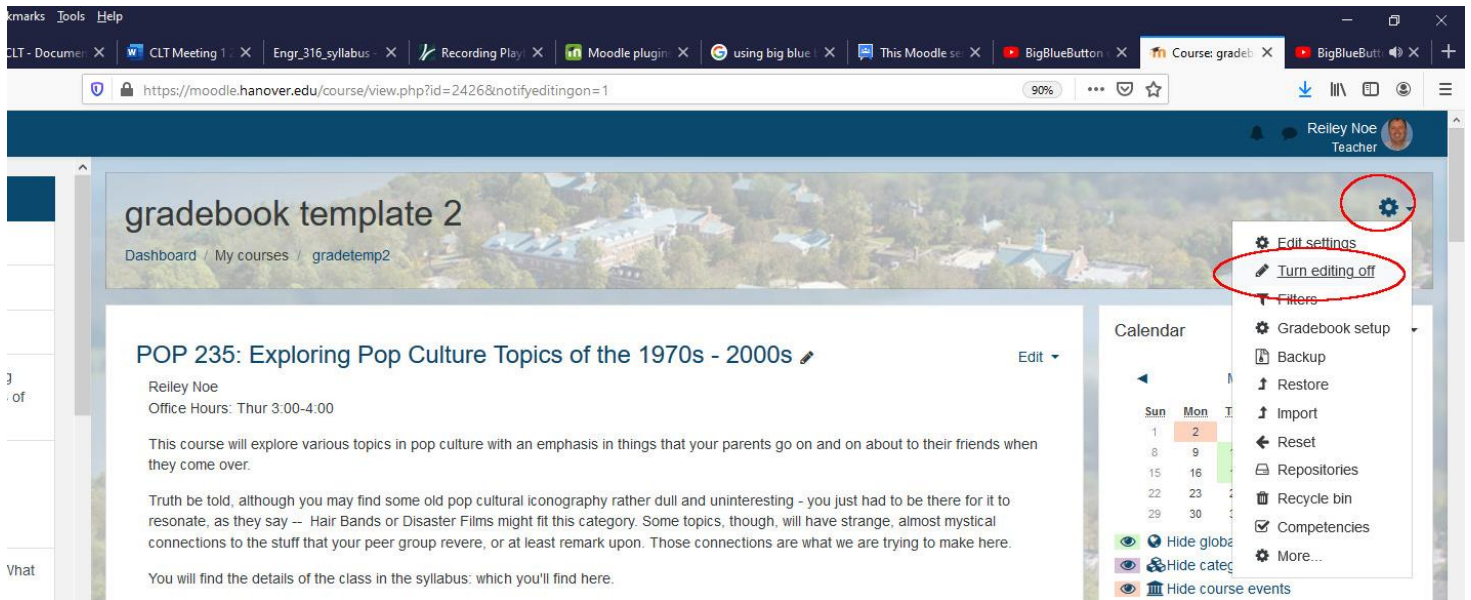 kmarks Tools Help
CLT - Documen
CLT Meeting 1
Engr_316_syllabus -
Recording Play
Moodle plugin
using big blue
This Moodle se
BigBlueButton
Course: gradeb
BigBlueButt
https://moodle.hanover.edu/course/view.php?id=2426&notifyeditingon=1
90%
Reiley Noe
Teacher
gradebook template 2
Dashboard / My courses / gradetemp2
Edit settings
Turn editing off
Filters
Gradebook setup
Backup
Restore
Import
Reset
Repositories
Recycle bin
Competencies
More...
g
of
What
POP 235: Exploring Pop Culture Topics of the 1970s - 2000s
Edit
Reiley Noe
Office Hours: Thur 3:00-4:00
This course will explore various topics in pop culture with an emphasis in things that your parents go on and on about to their friends when
they come over.
Truth be told, although you may find some old pop cultural iconography rather dull and uninteresting - you just had to be there for it to
resonate, as they say -- Hair Bands or Disaster Films might fit this category. Some topics, though, will have strange, almost mystical
connections to the stuff that your peer group revere, or at least remark upon. Those connections are what we are trying to make here.
You will find the details of the class in the syllabus: which you'll find here.
Calendar
Sun Mon T
1 2
8 9
15 16
22 23 2
29 30
Hide globa
Hide categ
Hide course events